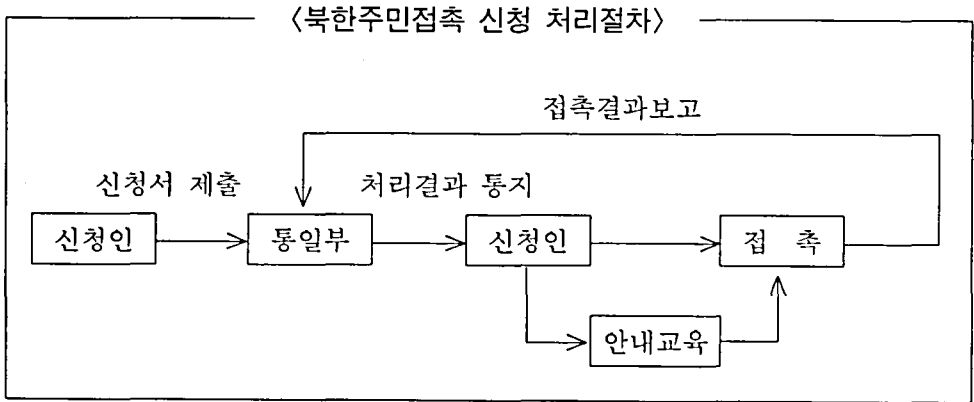 〈북한주민접촉 신청 처리절차〉
접촉결과보고
신청서 제출 처리결과 통지
신청인 통일부 신청인 접 촉
안내교육